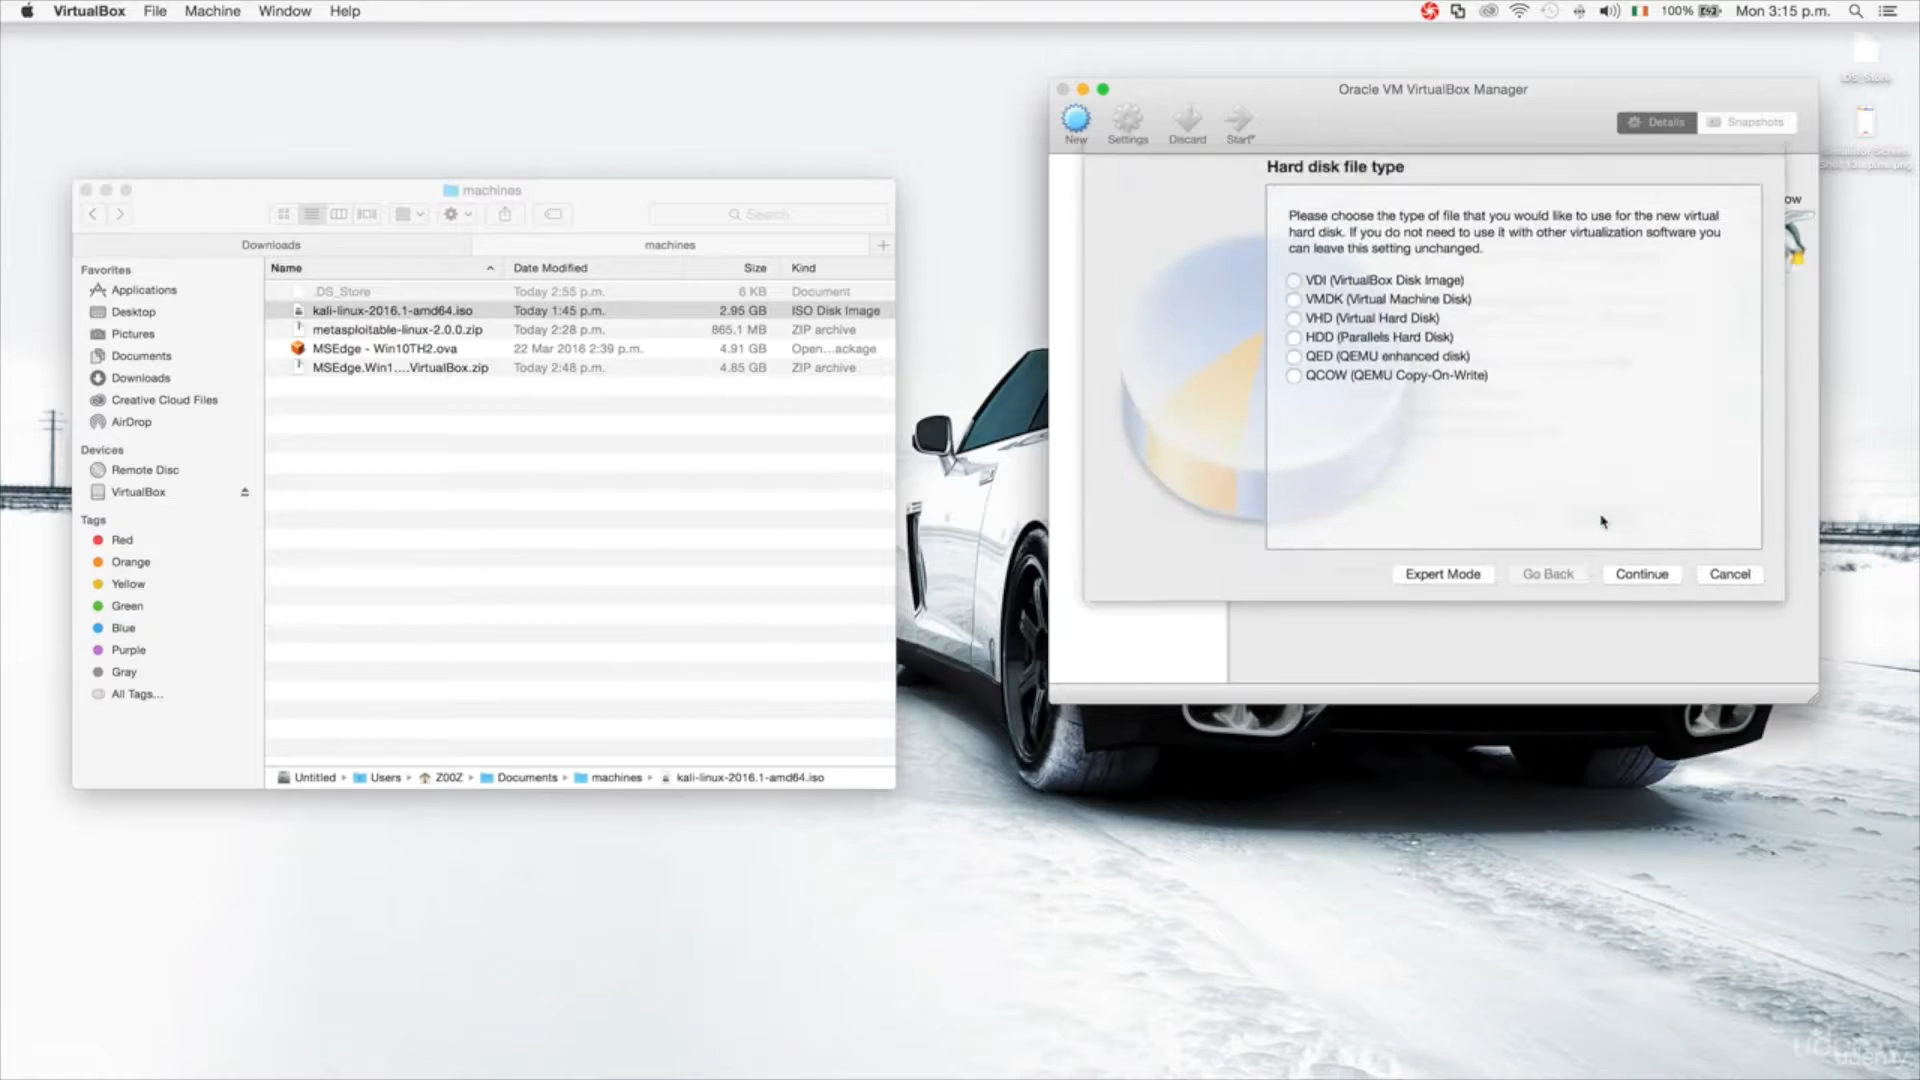 VirtualBox File Machine Window Help
100% Mon 3:15 p.m.
.DS_Store
Oracle VM VirtualBox Manager
New Settings Discard Start
Details Snapshots
Hard disk file type
Please choose the type of file that you would like to use for the new virtual
hard disk. If you do not need to use it with other virtualization software you
can leave this setting unchanged.
VDI (VirtualBox Disk Image)
VMDK (Virtual Machine Disk)
VHD (Virtual Hard Disk)
HDD (Parallels Hard Disk)
QED (QEMU enhanced disk)
QCOW (QEMU Copy-On-Write)
Expert Mode Go Back Continue Cancel
ow
machines
Search
Downloads machines
Favorites
Applications
Desktop
Pictures
Documents
Downloads
Creative Cloud Files
AirDrop
Devices
Remote Disc
VirtualBox
Tags
Red
Orange
Yellow
Green
Blue
Purple
Gray
All Tags...
Name Date Modified Size Kind
.DS_Store Today 2:55 p.m. 6 KB Document
kali-linux-2016.1-amd64.iso Today 1:45 p.m. 2.95 GB ISO Disk Image
metasploitable-linux-2.0.0.zip Today 2:28 p.m. 865.1 MB ZIP archive
MSEdge - Win10TH2.ova 22 Mar 2016 2:39 p.m. 4.91 GB Open...ackage
MSEdge.Win1....VirtualBox.zip Today 2:48 p.m. 4.85 GB ZIP archive
Untitled Users Z00Z Documents machines kali-linux-2016.1-amd64.iso
udemy